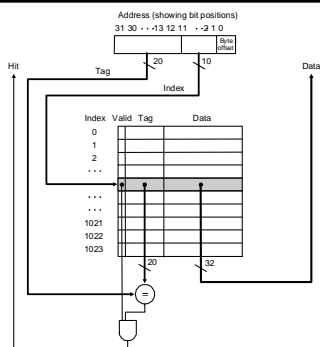 Address (showing bit positions)
31 30 · · · 13 12 11 · · · 2 1 0
Byte
offset
20
10
Hit
Tag
Data
Index
Index Valid Tag Data
0
1
2
· · ·
· · ·
· · ·
1021
1022
1023
20
32
=